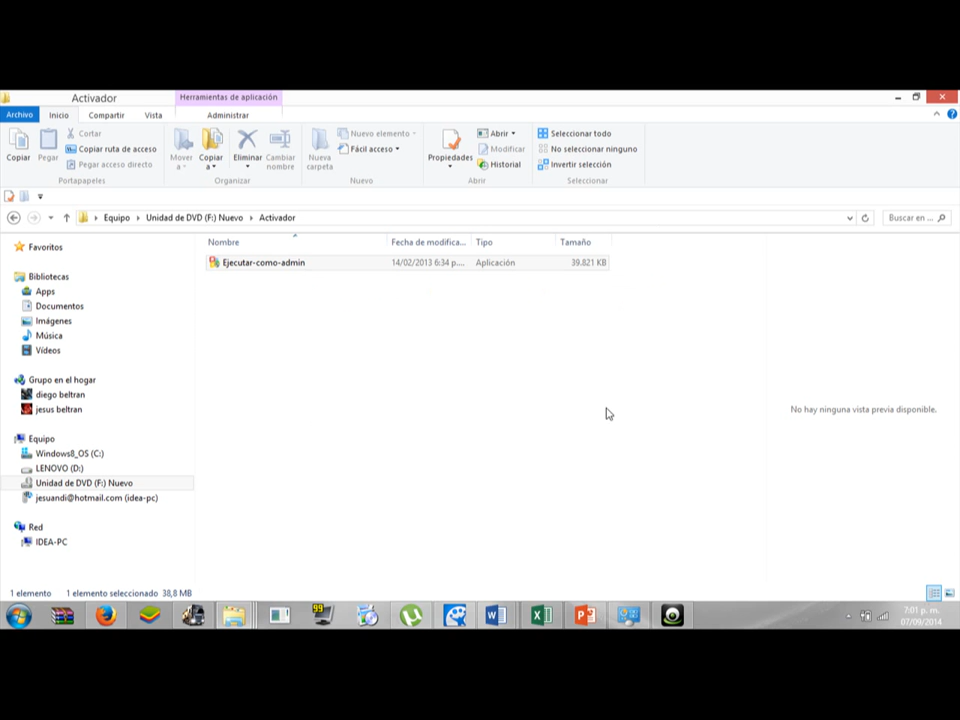 Activador
Herramientas de aplicación
Archivo Inicio Compartir Vista Administrar
Copiar
Pegar
Cortar
Copiar ruta de acceso
Pegar acceso directo
Portapapeles
Mover a
Copiar a
Eliminar
Cambiar nombre
Organizar
Nueva carpeta
Nuevo elemento
Fácil acceso
Nuevo
Propiedades
Abrir
Modificar
Historial
Abrir
Seleccionar todo
No seleccionar ninguno
Invertir selección
Seleccionar
Equipo Unidad de DVD (F:) Nuevo Activador
Buscar en ...
Nombre Fecha de modifica... Tipo Tamaño
Ejecutar-como-admin 14/02/2013 6:34 p.... Aplicación 39.821 KB
Favoritos
Bibliotecas
Apps
Documentos
Imágenes
Música
Vídeos
Grupo en el hogar
diego beltran
jesus beltran
Equipo
Windows8_OS (C:)
LENOVO (D:)
Unidad de DVD (F:) Nuevo
jesuandi@hotmail.com (idea-pc)
Red
IDEA-PC
No hay ninguna vista previa disponible.
1 elemento 1 elemento seleccionado 38,8 MB
99
7:01 p. m.
07/09/2014